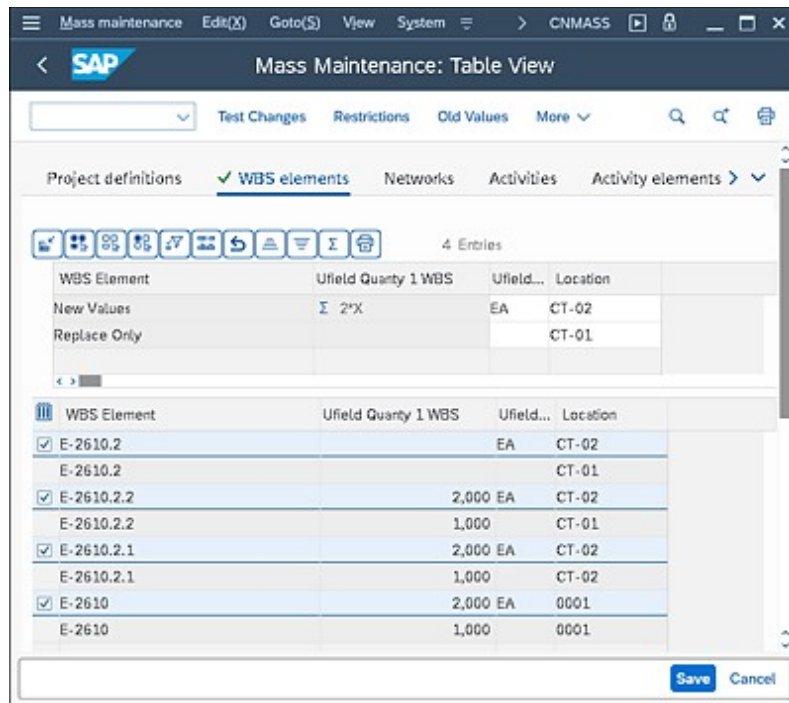 Mass maintenance Edit(X) Goto(S) View System CNMASS
SAP Mass Maintenance: Table View
Test Changes Restrictions Old Values More
Project definitions WBS elements Networks Activities Activity elements
4 Entries
WBS Element Ufield Quanty 1 WBS Ufield... Location
New Values Σ 2*X EA CT-02
Replace Only CT-01
WBS Element Ufield Quanty 1 WBS Ufield... Location
E-2610.2 EA CT-02
E-2610.2 CT-01
E-2610.2.2 2,000 EA CT-02
E-2610.2.2 1,000 CT-01
E-2610.2.1 2,000 EA CT-02
E-2610.2.1 1,000 CT-02
E-2610 2,000 EA 0001
E-2610 1,000 0001
Save Cancel